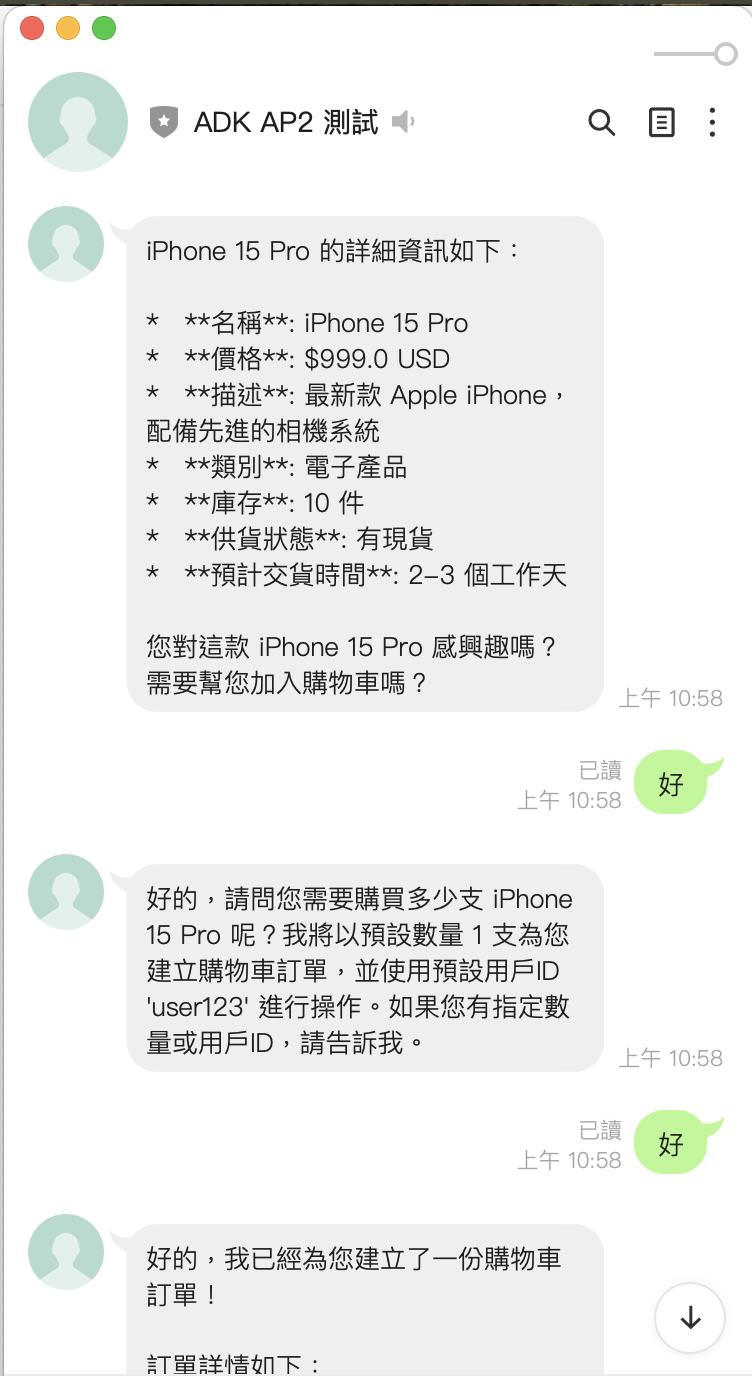 ADK AP2 測試
iPhone 15 Pro 的詳細資訊如下：
* **名稱**: iPhone 15 Pro
* **價格**: $999.0 USD
* **描述**: 最新款 Apple iPhone，
配備先進的相機系統
* **類別**: 電子產品
* **庫存**: 10 件
* **供貨狀態**: 有現貨
* **預計交貨時間**: 2-3 個工作天
您對這款 iPhone 15 Pro 感興趣嗎？
需要幫您加入購物車嗎？
上午 10:58
已讀
上午 10:58
好
好的，請問您需要購買多少支 iPhone
15 Pro 呢？我將以預設數量 1 支為您
建立購物車訂單，並使用預設用戶ID
'user123' 進行操作。如果您有指定數
量或用戶ID，請告訴我。
上午 10:58
已讀
上午 10:58
好
好的，我已經為您建立了一份購物車
訂單！
訂單詳情如下：